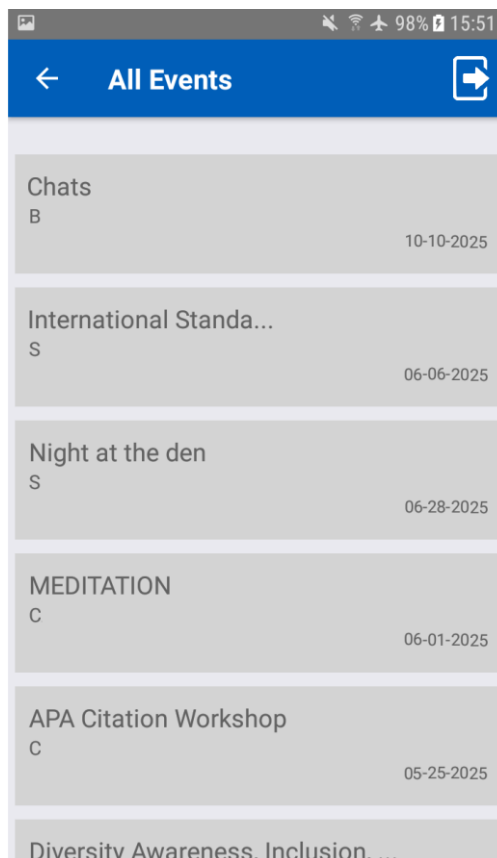 98% 15:51
All Events
Chats
B
10-10-2025
International Standa...
S
06-06-2025
Night at the den
S
06-28-2025
MEDITATION
C
06-01-2025
APA Citation Workshop
C
05-25-2025
Diversity Awareness, Inclusion, ...